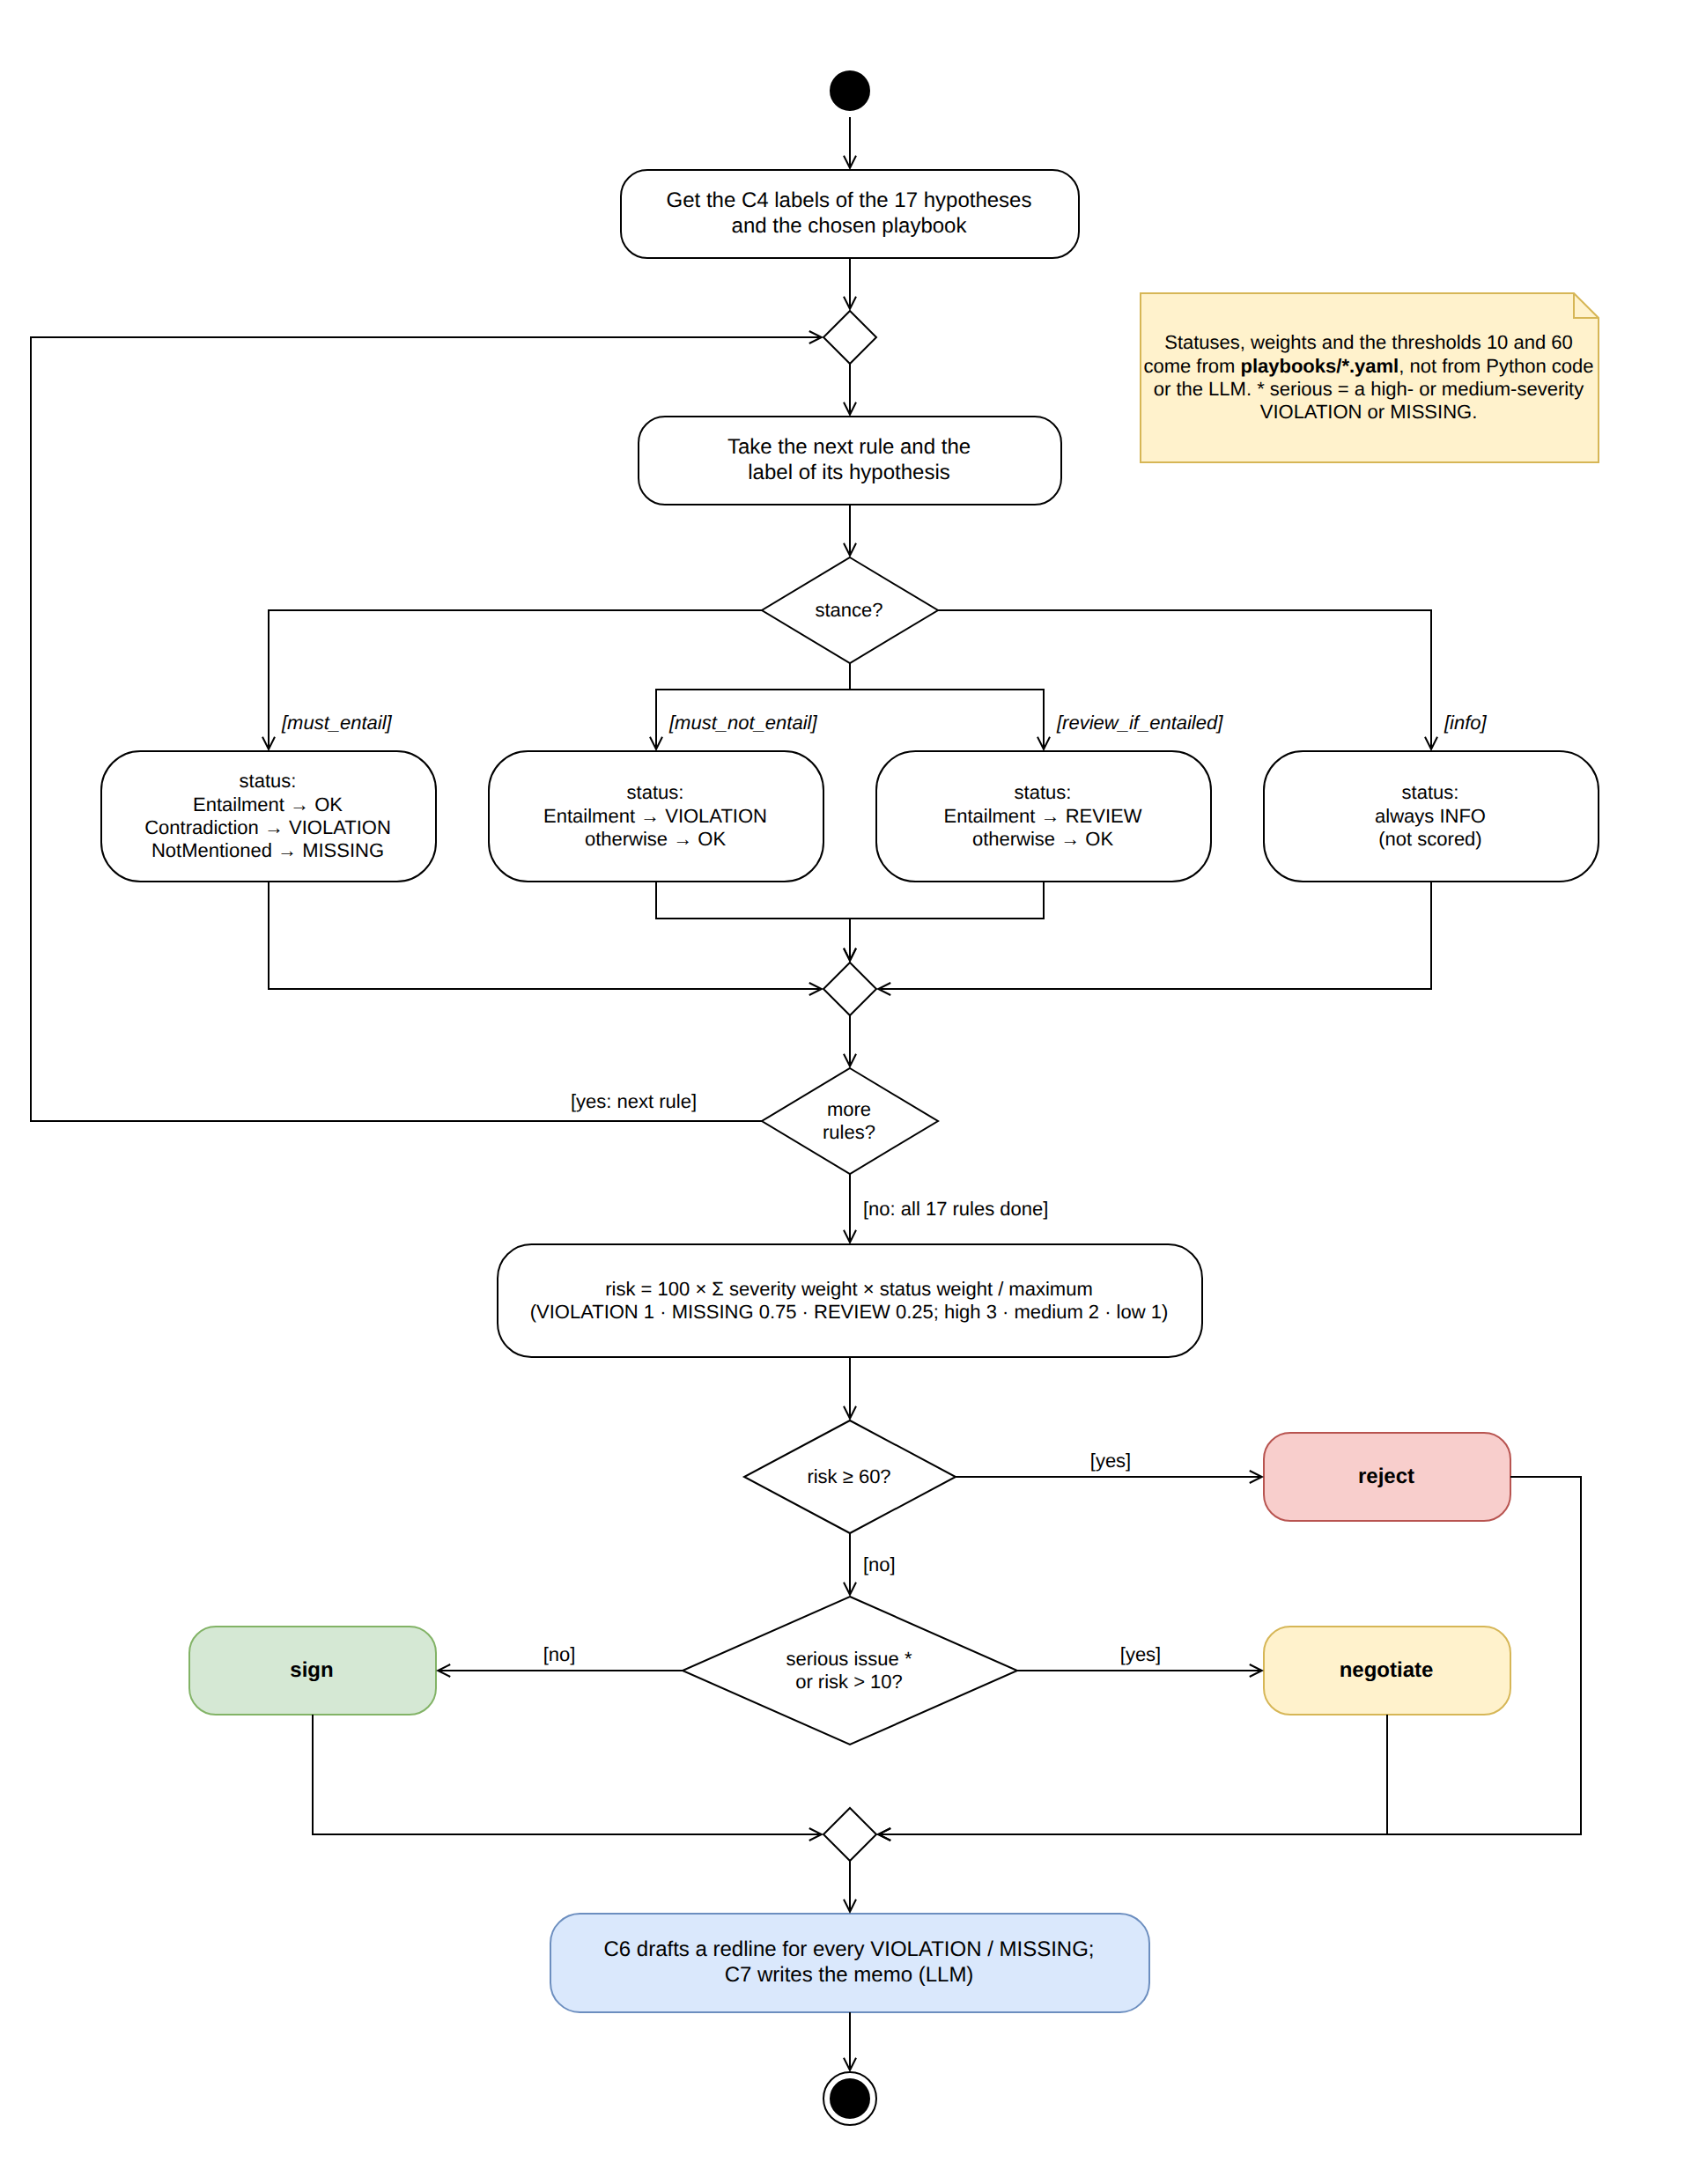 Get the C4 labels of the 17 hypotheses
and the chosen playbook
Statuses, weights and the thresholds 10 and 60
come from playbooks/*.yaml, not from Python code
or the LLM. * serious = a high- or medium-severity
VIOLATION or MISSING.
Take the next rule and the
label of its hypothesis
stance?
[must_entail]
[must_not_entail]
[review_if_entailed]
[info]
status:
Entailment → OK
Contradiction → VIOLATION
NotMentioned → MISSING
status:
Entailment → VIOLATION
otherwise → OK
status:
Entailment → REVIEW
otherwise → OK
status:
always INFO
(not scored)
[yes: next rule]
more
rules?
[no: all 17 rules done]
risk = 100 × Σ severity weight × status weight / maximum
(VIOLATION 1 · MISSING 0.75 · REVIEW 0.25; high 3 · medium 2 · low 1)
risk ≥ 60?
[yes]
reject
[no]
sign
[no]
serious issue *
or risk > 10?
[yes]
negotiate
C6 drafts a redline for every VIOLATION / MISSING;
C7 writes the memo (LLM)